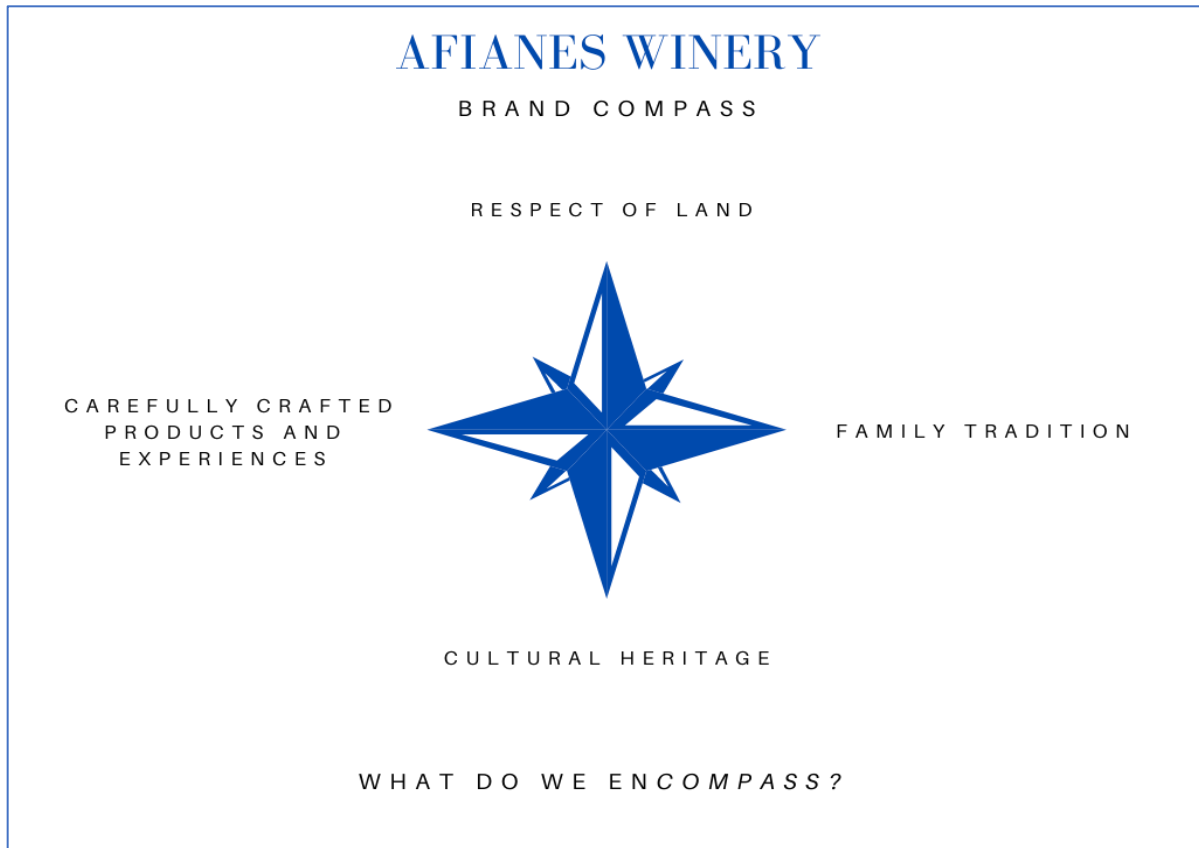 AFIANES WINERY
BRAND COMPASS
RESPECT OF LAND
CAREFULLY CRAFTED
PRODUCTS AND
EXPERIENCES
FAMILY TRADITION
CULTURAL HERITAGE
WHAT DO WE ENCOMPASS?